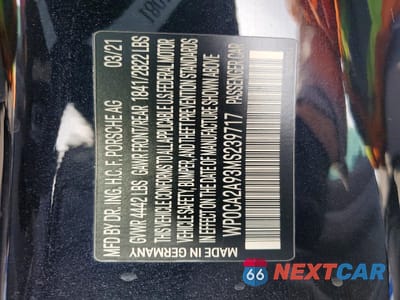 MFD BY DR. ING. H.C. F. PORSCHE AG 03/21
GVWR 4442 LBS GAWR FRONT/REAR 1841/2822 LBS
THIS VEHICLE CONFORMS TO ALL APPLICABLE U.S. FEDERAL MOTOR
VEHICLE SAFETY, BUMPER, AND THEFT PREVENTION STANDARDS
IN EFFECT ON THE DATE OF MANUFACTURE SHOWN ABOVE
WP0CA2A93MS239717 PASSENGER CAR
MADE IN GERMANY
66 NEXTCAR